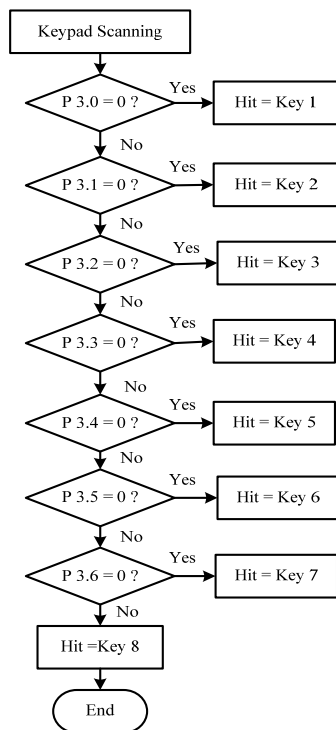 Keypad Scanning
P 3.0 = 0 ?
Yes
Hit = Key 1
No
P 3.1 = 0 ?
Yes
Hit = Key 2
No
P 3.2 = 0 ?
Yes
Hit = Key 3
No
P 3.3 = 0 ?
Yes
Hit = Key 4
No
P 3.4 = 0 ?
Yes
Hit = Key 5
No
P 3.5 = 0 ?
Yes
Hit = Key 6
No
P 3.6 = 0 ?
Yes
Hit = Key 7
No
Hit =Key 8
End